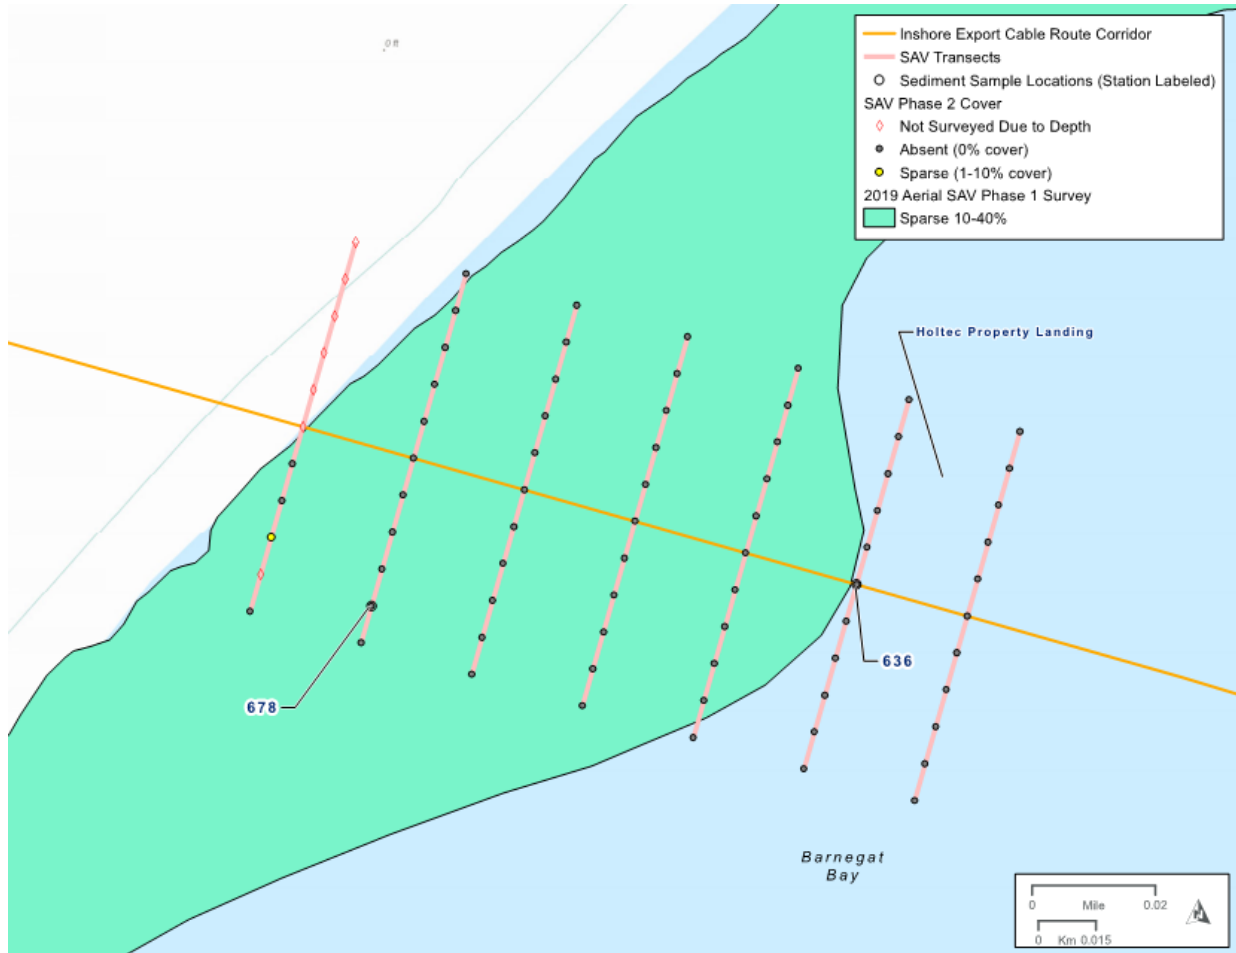 0 ft
Inshore Export Cable Route Corridor
SAV Transects
Sediment Sample Locations (Station Labeled)
SAV Phase 2 Cover
Not Surveyed Due to Depth
Absent (0% cover)
Sparse (1-10% cover)
2019 Aerial SAV Phase 1 Survey
Sparse 10-40%
Holtec Property Landing
636
678
Barnegat
Bay
0 Mile 0.02
0 Km 0.015
N